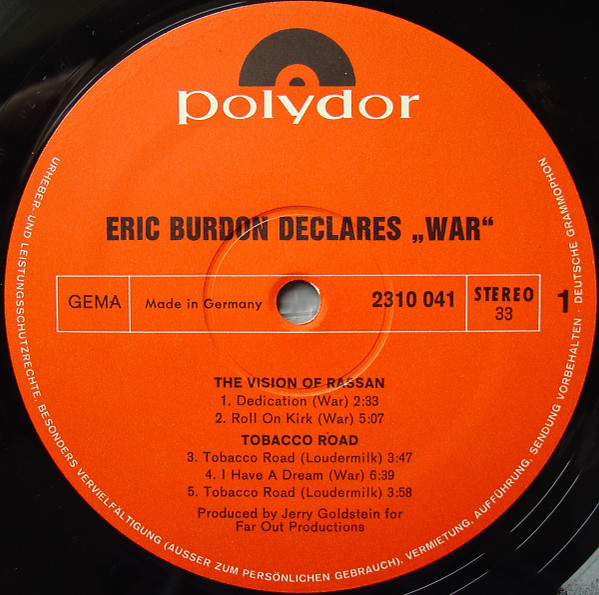 polydor
ERIC BURDON DECLARES „WAR“
GEMA
Made in Germany
2310 041
STEREO
33
1
THE VISION OF RASSAN
1. Dedication (War) 2:33
2. Roll On Kirk (War) 5:07
TOBACCO ROAD
3. Tobacco Road (Loudermilk) 3:47
4. I Have A Dream (War) 6:39
5. Tobacco Road (Loudermilk) 3:58
Produced by Jerry Goldstein for
Far Out Productions
URHEBER- UND LEISTUNGSSCHUTZRECHTE, BESONDERS VERVIELFÄLTIGUNG (AUSSER ZUM PERSÖNLICHEN GEBRAUCH), VERMIETUNG, AUFFÜHRUNG, SENDUNG VORBEHALTEN · DEUTSCHE GRAMMOPHON